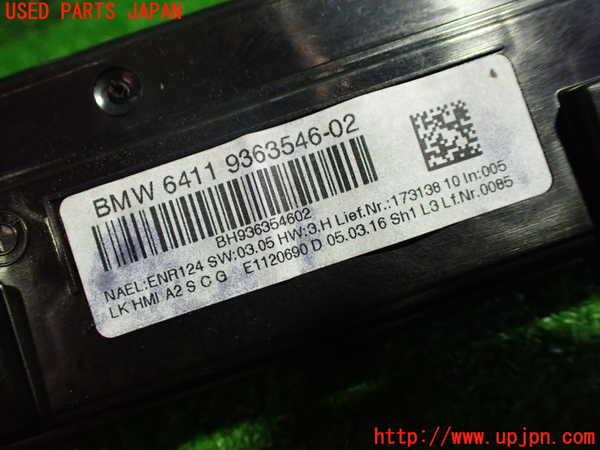 USED PARTS JAPAN
BMW 6411 9363546-02
BH936354602
NAEL:ENR124 SW:03.05 HW:3.H Lief.Nr.:173138 10 In:005
LK HMI A2 S C G E1120690 D 05.03.16 Sh1 L3 Lf.Nr.0085
UPJ
http://www.upjpn.com/